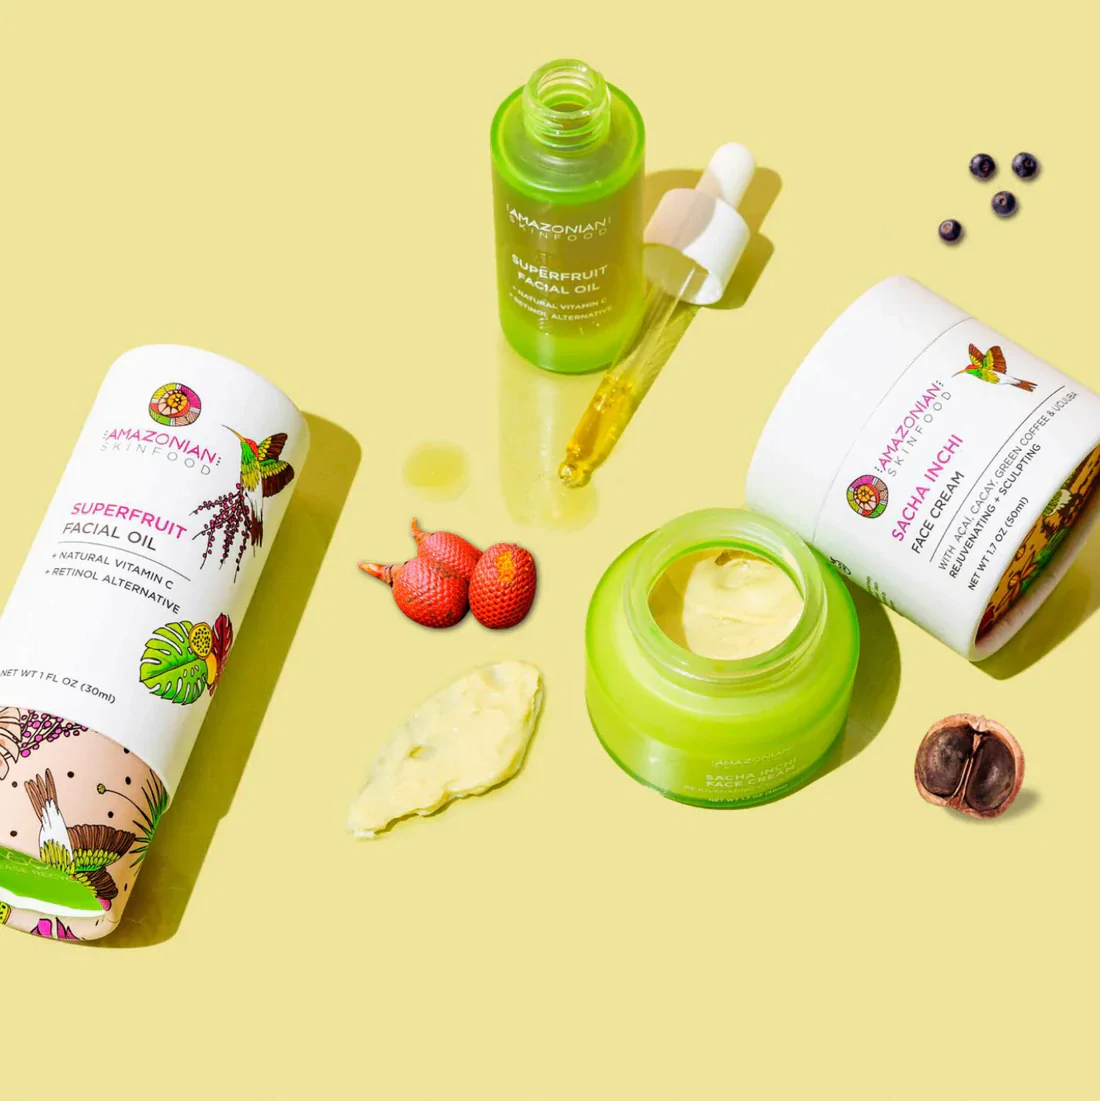 AMAZONIAN
SKINFOOD
SUPERFRUIT
FACIAL OIL
+ NATURAL VITAMIN C
+ RETINOL ALTERNATIVE
AMAZONIAN
SKINFOOD
SACHA INCHI
FACE CREAM
WITH ACAI, CACAY, GREEN COFFEE & UCUUBA
REJUVENATING + SCULPTING
NET WT 1.7 OZ (50ml)
AMAZONIAN
SKINFOOD
SUPERFRUIT
FACIAL OIL
+ NATURAL VITAMIN C
+ RETINOL ALTERNATIVE
NET WT 1 FL OZ (30ml)
AMAZONIAN
SACHA INCHI
FACE CREAM
REJUVENATING